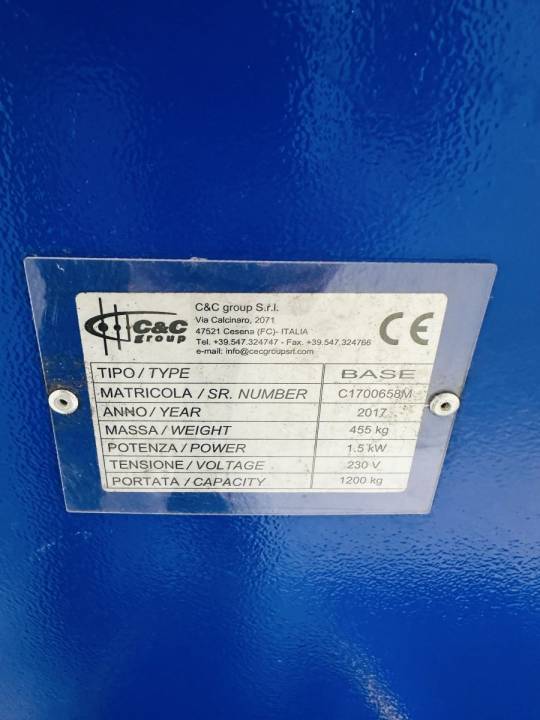 C&C group
C&C group S.r.l.
Via Calcinaro, 2071
47521 Cesena (FC)- ITALIA
Tel. +39.547.324747 - Fax. +39.547.324766
e-mail: info@cecgroupsrl.com
CE
TIPO / TYPE BASE
MATRICOLA / SR. NUMBER C1700658M
ANNO / YEAR 2017
MASSA / WEIGHT 455 kg
POTENZA / POWER 1.5 kW
TENSIONE / VOLTAGE 230 V
PORTATA / CAPACITY 1200 kg